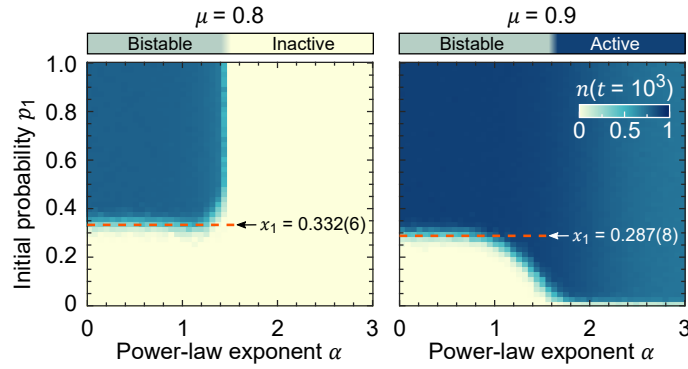 μ = 0.8
μ = 0.9
Bistable
Inactive
Bistable
Active
Initial probability p₁
1.0
0.8
0.6
0.4
0.2
0
n(t = 10³)
0
0.5
1
x₁ = 0.332(6)
x₁ = 0.287(8)
0
1
2
3
0
1
2
3
Power-law exponent α
Power-law exponent α